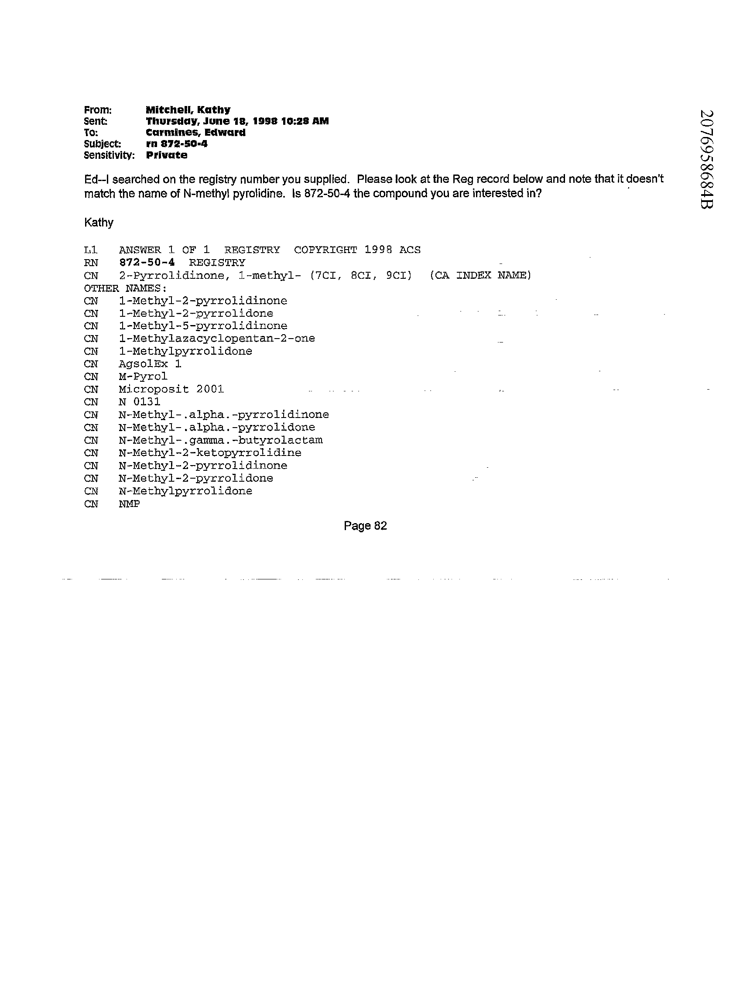 From: Mitchell, Kathy
Sent: Thursday, June 18, 1998 10:28 AM
To: Carmines, Edward
Subject: rn 872-50-4
Sensitivity: Private
Ed--I searched on the registry number you supplied. Please look at the Reg record below and note that it doesn't
match the name of N-methyl pyrolidine. Is 872-50-4 the compound you are interested in?
Kathy
L1 ANSWER 1 OF 1 REGISTRY COPYRIGHT 1998 ACS
RN 872-50-4 REGISTRY
CN 2-Pyrrolidinone, 1-methyl- (7CI, 8CI, 9CI) (CA INDEX NAME)
OTHER NAMES:
CN 1-Methyl-2-pyrrolidinone
CN 1-Methyl-2-pyrrolidone
CN 1-Methyl-5-pyrrolidinone
CN 1-Methylazacyclopentan-2-one
CN 1-Methylpyrrolidone
CN AgsolEx 1
CN M-Pyrol
CN Microposit 2001
CN N 0131
CN N-Methyl-.alpha.-pyrrolidinone
CN N-Methyl-.alpha.-pyrrolidone
CN N-Methyl-.gamma.-butyrolactam
CN N-Methyl-2-ketopyrrolidine
CN N-Methyl-2-pyrrolidinone
CN N-Methyl-2-pyrrolidone
CN N-Methylpyrrolidone
CN NMP
Page 82
2076958684B